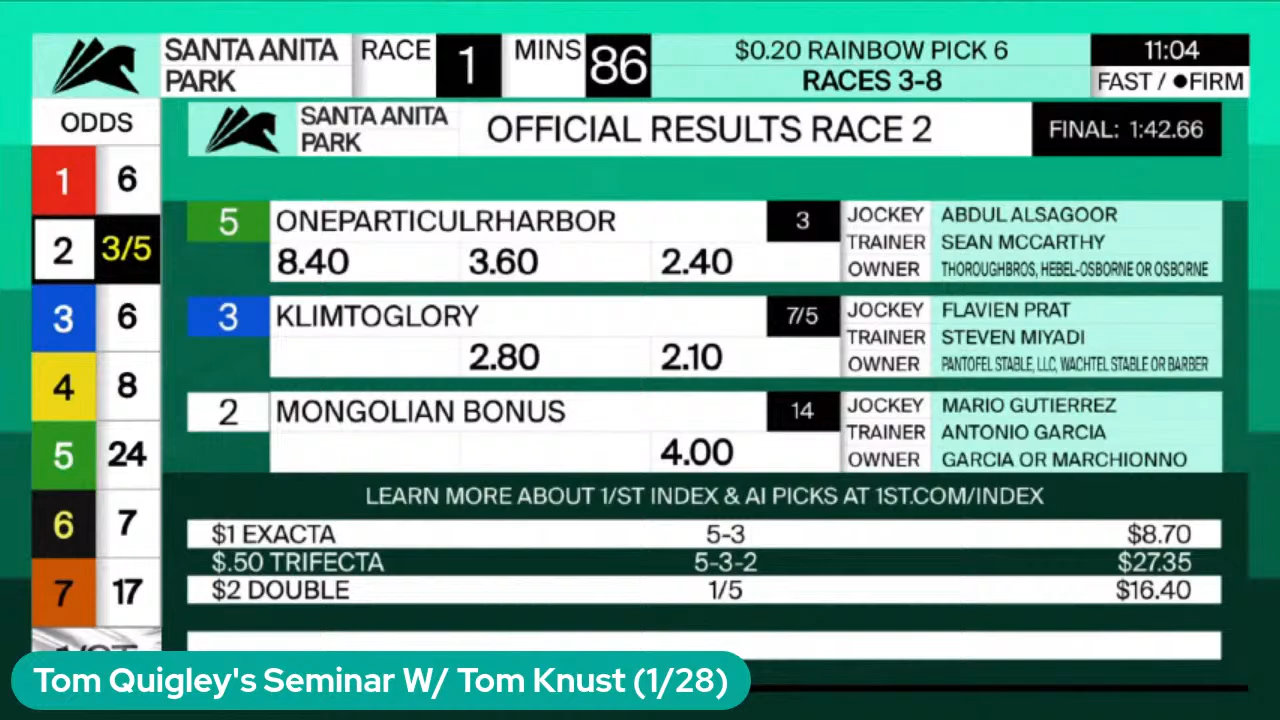 SANTA ANITA PARK RACE 1 MINS 86 $0.20 RAINBOW PICK 6 RACES 3-8 11:04 FAST / ●FIRM
ODDS
1 6
2 3/5
3 6
4 8
5 24
6 7
7 17
SANTA ANITA PARK OFFICIAL RESULTS RACE 2 FINAL: 1:42.66
5 ONEPARTICULRHARBOR 3
8.40 3.60 2.40
JOCKEY ABDUL ALSAGOOR
TRAINER SEAN MCCARTHY
OWNER THOROUGHBROS, HEBEL-OSBORNE OR OSBORNE
3 KLIMTOGLORY 7/5
2.80 2.10
JOCKEY FLAVIEN PRAT
TRAINER STEVEN MIYADI
OWNER PANTOFEL STABLE, LLC, WACHTEL STABLE OR BARBER
2 MONGOLIAN BONUS 14
4.00
JOCKEY MARIO GUTIERREZ
TRAINER ANTONIO GARCIA
OWNER GARCIA OR MARCHIONNO
LEARN MORE ABOUT 1/ST INDEX & AI PICKS AT 1ST.COM/INDEX
$1 EXACTA 5-3 $8.70
$.50 TRIFECTA 5-3-2 $27.35
$2 DOUBLE 1/5 $16.40
Tom Quigley's Seminar W/ Tom Knust (1/28)